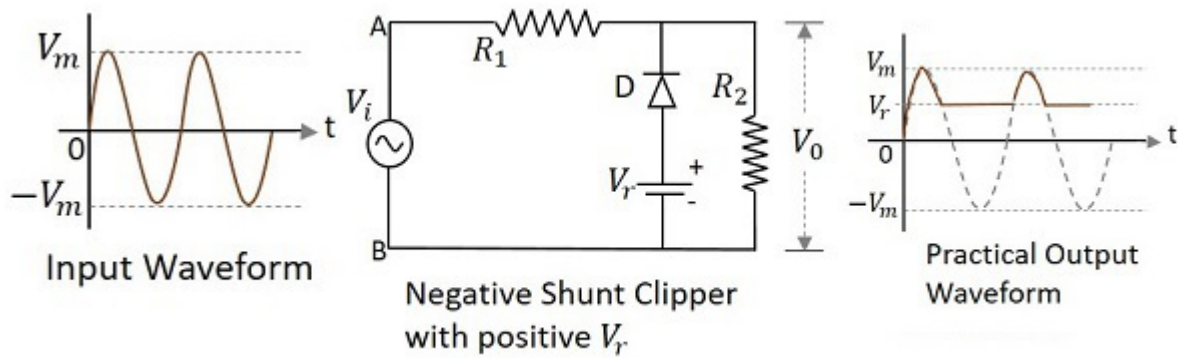 V_m
0
t
-V_m
Input Waveform
A
R_1
V_i
D
R_2
V_0
V_r
+
-
B
Negative Shunt Clipper
with positive V_r
V_m
V_r
0
t
-V_m
Practical Output
Waveform